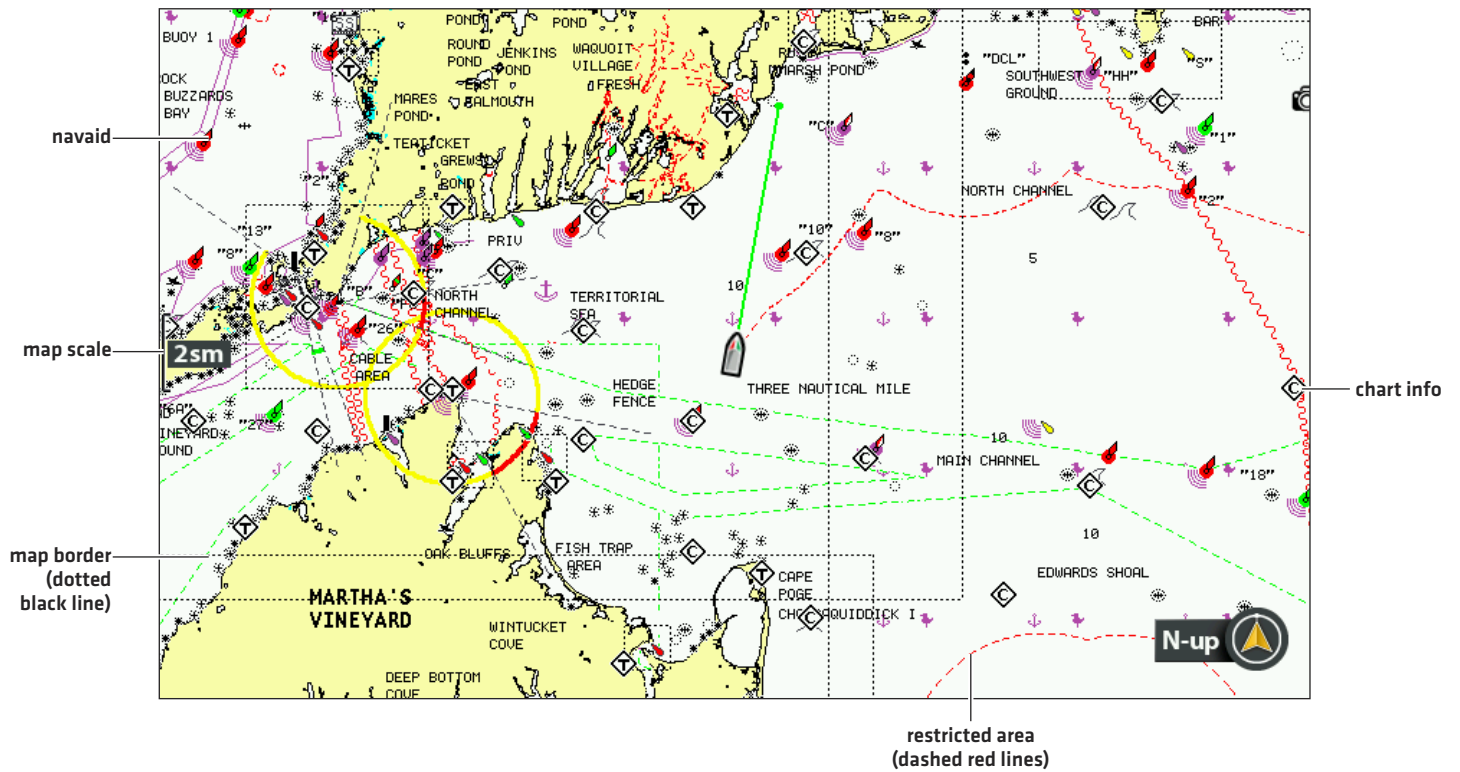 BUOY 1
SS
POND
POND
ROUND
POND
JENKINS
POND
WAQUOIT
VILLAGE
FRESH
EAST
FALMOUTH
MARSH POND
BAR
"DCL"
SOUTHWEST
GROUND
"HH"
"S"
OCK
BUZZARDS
BAY
MARES
POND
TEATICKET
GREWS
POND
navaid
"C"
"1"
"2"
NORTH CHANNEL
"2"
"13"
"8"
PRIV
"10"
"8"
5
"C"
10
"B"
NORTH
CHANNEL
TERRITORIAL
SEA
"26"
map scale
2sm
CABLE
AREA
HEDGE
FENCE
THREE NAUTICAL MILE
chart info
"6A"
INEYARD
OUND
"27"
10
MAIN CHANNEL
"18"
10
map border
(dotted
black line)
OAK BLUFFS
FISH TRAP
AREA
CAPE
POGE
EDWARDS SHOAL
MARTHA'S
VINEYARD
WINTUCKET
COVE
N-up
DEEP BOTTOM
COVE
restricted area
(dashed red lines)